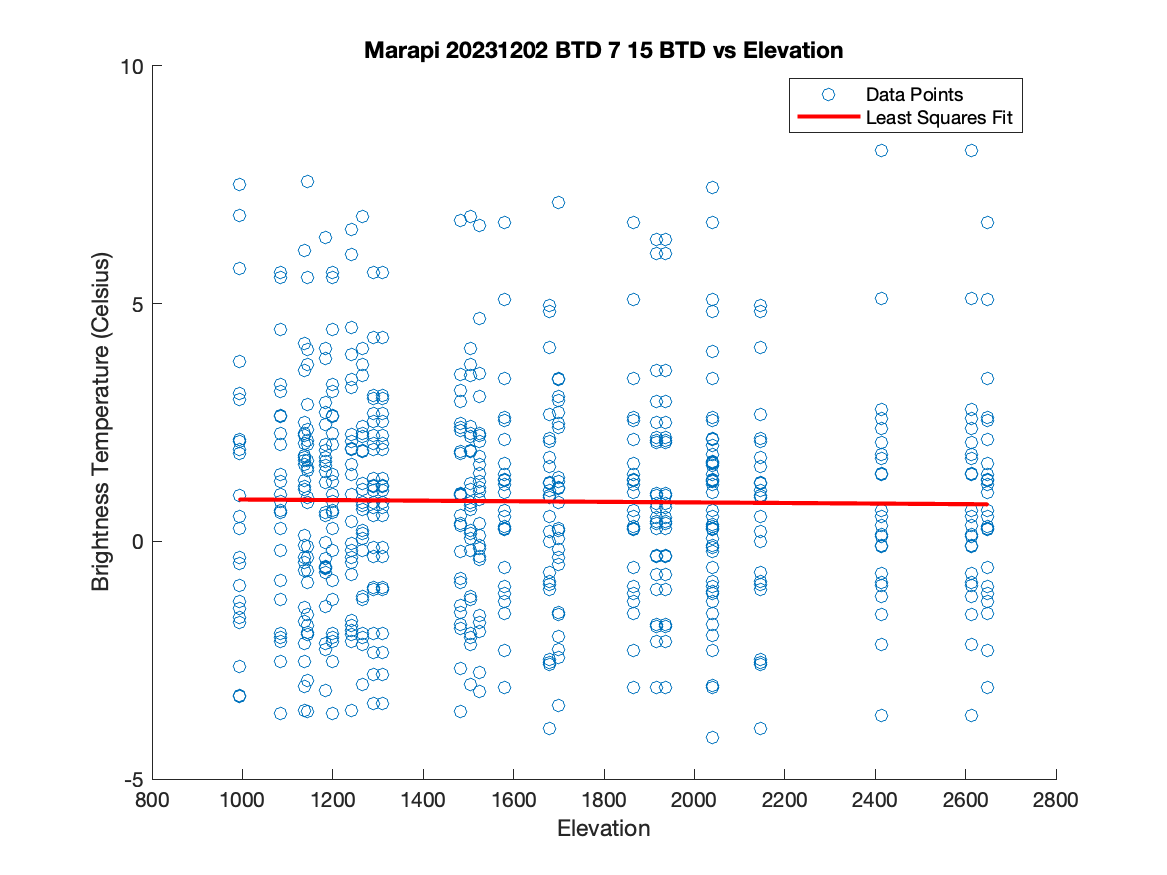 Marapi 20231202 BTD 7 15 BTD vs Elevation
10
Data Points
Least Squares Fit
5
Brightness Temperature (Celsius)
0
-5
800 1000 1200 1400 1600 1800 2000 2200 2400 2600 2800
Elevation